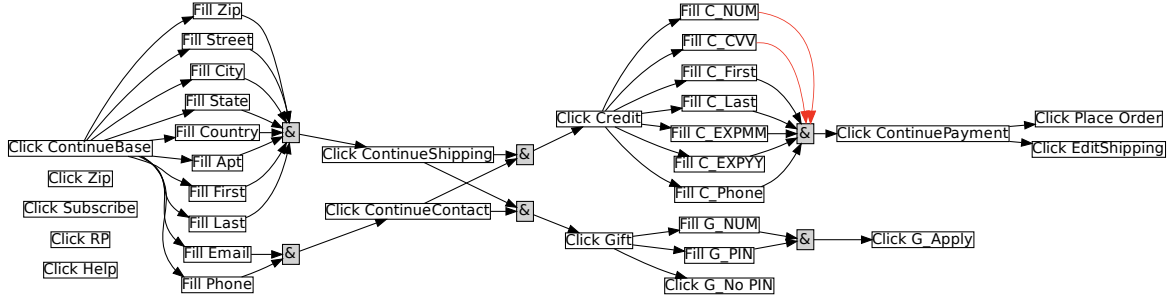 Fill Zip
Fill Street
Fill City
Fill State
Fill Country
Fill Apt
Fill First
Fill Last
Fill Email
Fill Phone
Click ContinueBase
Click Zip
Click Subscribe
Click RP
Click Help
&
&
Click ContinueShipping
Click ContinueContact
&
&
Click Credit
Click Gift
Fill C_NUM
Fill C_CVV
Fill C_First
Fill C_Last
Fill C_EXPMM
Fill C_EXPYY
Fill C_Phone
Fill G_NUM
Fill G_PIN
Click G_No PIN
&
&
Click ContinuePayment
Click G_Apply
Click Place Order
Click EditShipping